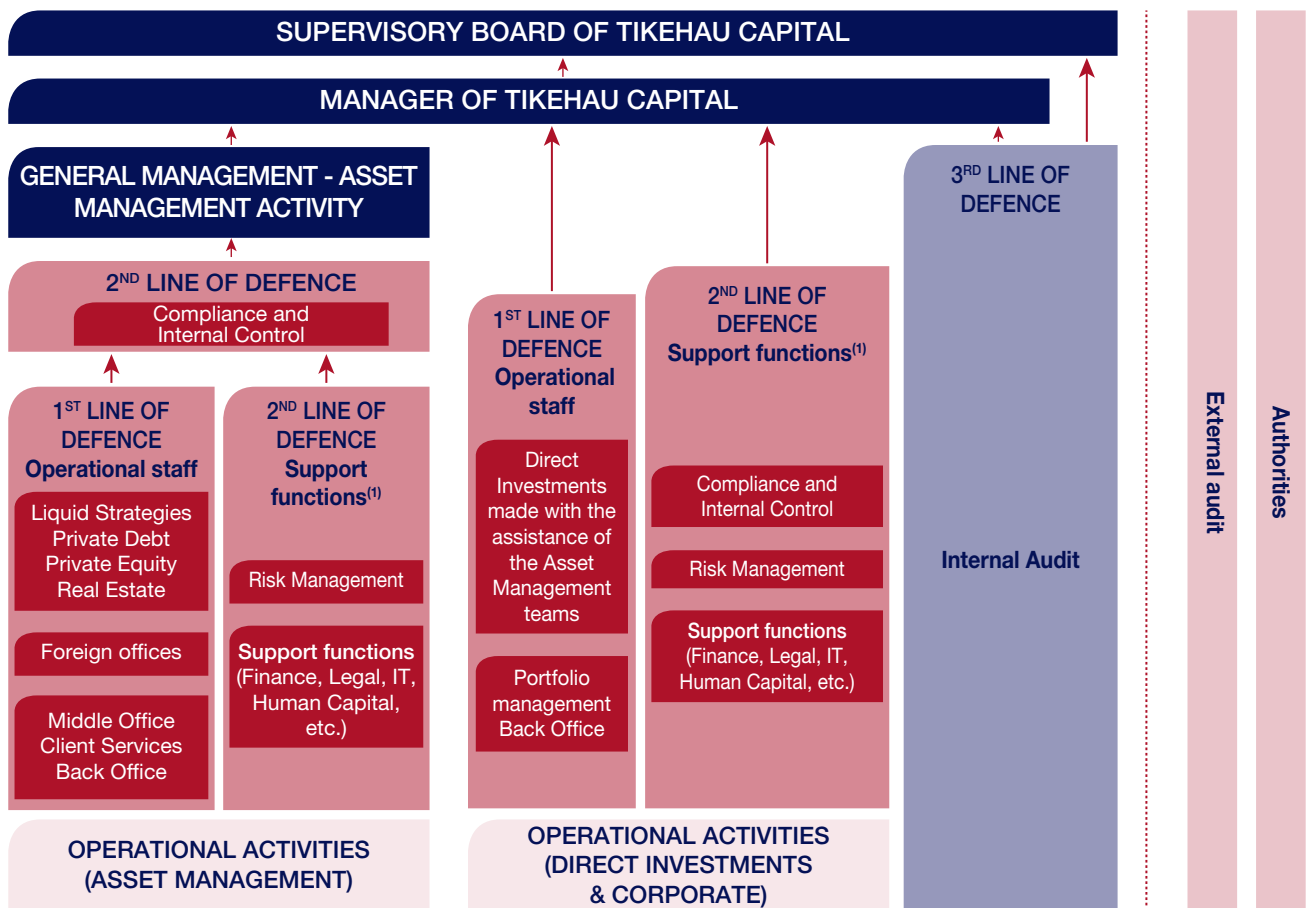 SUPERVISORY BOARD OF TIKEHAU CAPITAL
MANAGER OF TIKEHAU CAPITAL
GENERAL MANAGEMENT - ASSET
MANAGEMENT ACTIVITY
2ND LINE OF DEFENCE
Compliance and
Internal Control
1ST LINE OF
DEFENCE
Operational staff
Liquid Strategies
Private Debt
Private Equity
Real Estate
Foreign offices
Middle Office
Client Services
Back Office
2ND LINE OF
DEFENCE
Support
functions(1)
Risk Management
Support functions
(Finance, Legal, IT,
Human Capital,
etc.)
OPERATIONAL ACTIVITIES
(ASSET MANAGEMENT)
1ST LINE OF
DEFENCE
Operational
staff
Direct
Investments
made with the
assistance of
the Asset
Management
teams
Portfolio
management
Back Office
2ND LINE OF
DEFENCE
Support functions(1)
Compliance and
Internal Control
Risk Management
Support functions
(Finance, Legal, IT,
Human Capital, etc.)
OPERATIONAL ACTIVITIES
(DIRECT INVESTMENTS
& CORPORATE)
3RD LINE OF
DEFENCE
Internal Audit
External audit
Authorities